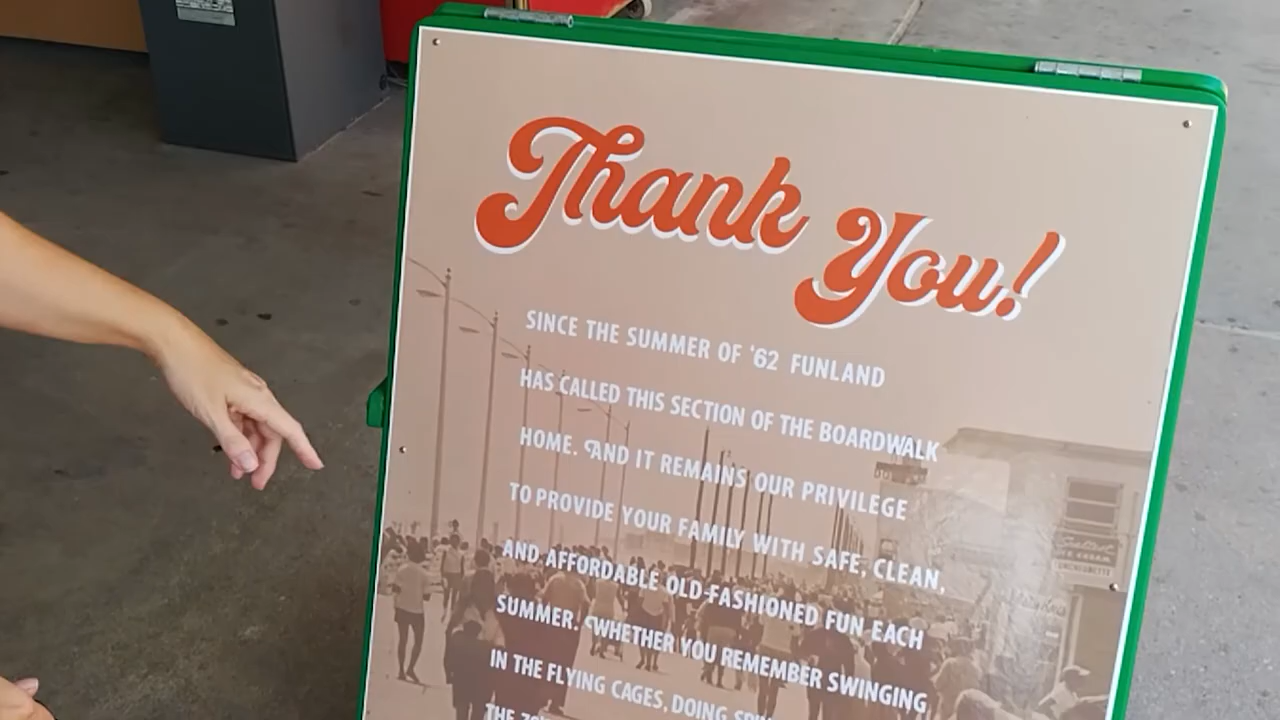 Thank You!
SINCE THE SUMMER OF '62 FUNLAND
HAS CALLED THIS SECTION OF THE BOARDWALK
HOME. AND IT REMAINS OUR PRIVILEGE
TO PROVIDE YOUR FAMILY WITH SAFE, CLEAN,
AND AFFORDABLE OLD-FASHIONED FUN EACH
SUMMER. WHETHER YOU REMEMBER SWINGING
IN THE FLYING CAGES, DOING
THE